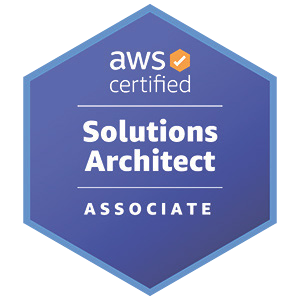 aws
certified
Solutions
Architect
ASSOCIATE